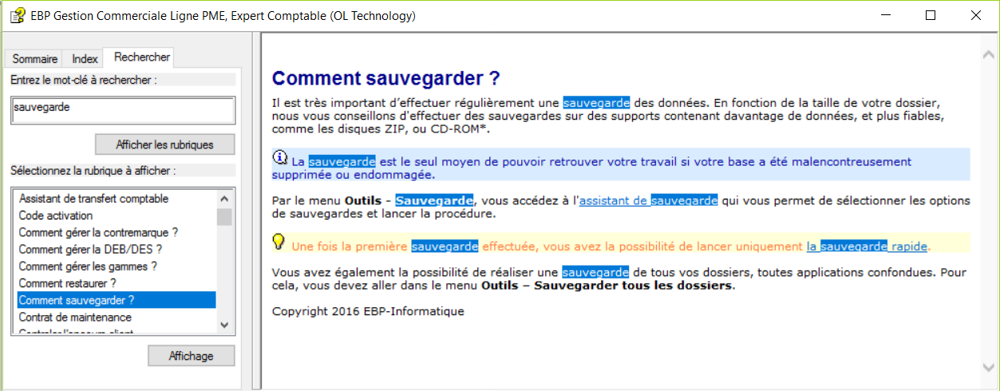 EBP Gestion Commerciale Ligne PME, Expert Comptable (OL Technology)
Sommaire Index Rechercher
Entrez le mot-clé à rechercher :
sauvegarde
Afficher les rubriques
Sélectionnez la rubrique à afficher :
Assistant de transfert comptable
Code activation
Comment gérer la contremarque ?
Comment gérer la DEB/DES ?
Comment gérer les gammes ?
Comment restaurer ?
Comment sauvegarder ?
Contrat de maintenance
Controler l'encours client
Affichage
Comment sauvegarder ?
Il est très important d’effectuer régulièrement une sauvegarde des données. En fonction de la taille de votre dossier,
nous vous conseillons d'effectuer des sauvegardes sur des supports contenant davantage de données, et plus fiables,
comme les disques ZIP, ou CD-ROM*.
La sauvegarde est le seul moyen de pouvoir retrouver votre travail si votre base a été malencontreusement
supprimée ou endommagée.
Par le menu Outils - Sauvegarde, vous accédez à l'assistant de sauvegarde qui vous permet de sélectionner les options
de sauvegardes et lancer la procédure.
Une fois la première sauvegarde effectuée, vous avez la possibilité de lancer uniquement la sauvegarde rapide.
Vous avez également la possibilité de réaliser une sauvegarde de tous vos dossiers, toutes applications confondues. Pour
cela, vous devez aller dans le menu Outils – Sauvegarder tous les dossiers.
Copyright 2016 EBP-Informatique